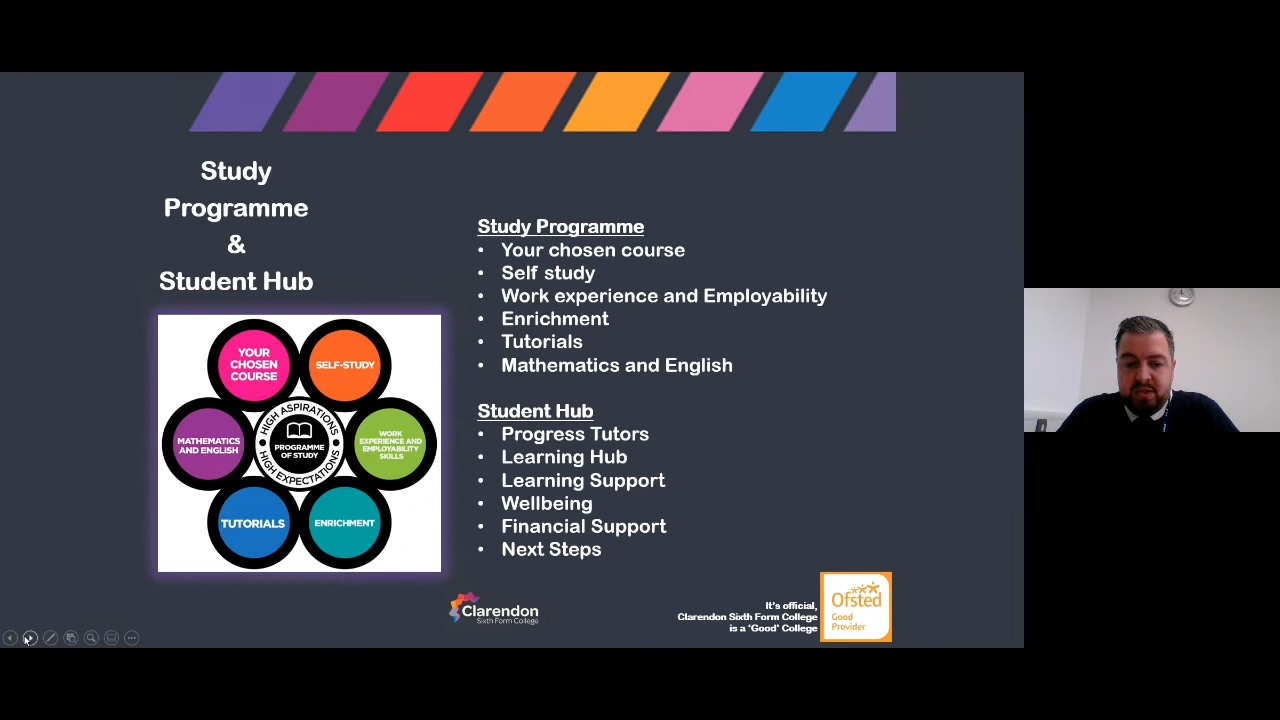 Study
Programme
&
Student Hub
Study Programme
• Your chosen course
• Self study
• Work experience and Employability
• Enrichment
• Tutorials
• Mathematics and English
Student Hub
• Progress Tutors
• Learning Hub
• Learning Support
• Wellbeing
• Financial Support
• Next Steps
YOUR
CHOSEN
COURSE
SELF-STUDY
MATHEMATICS
AND ENGLISH
HIGH ASPIRATIONS
PROGRAMME
OF STUDY
HIGH EXPECTATIONS
WORK
EXPERIENCE AND
EMPLOYABILITY
SKILLS
TUTORIALS
ENRICHMENT
Clarendon
Sixth Form College
It's official,
Clarendon Sixth Form College
is a 'Good' College
Ofsted
Good
Provider